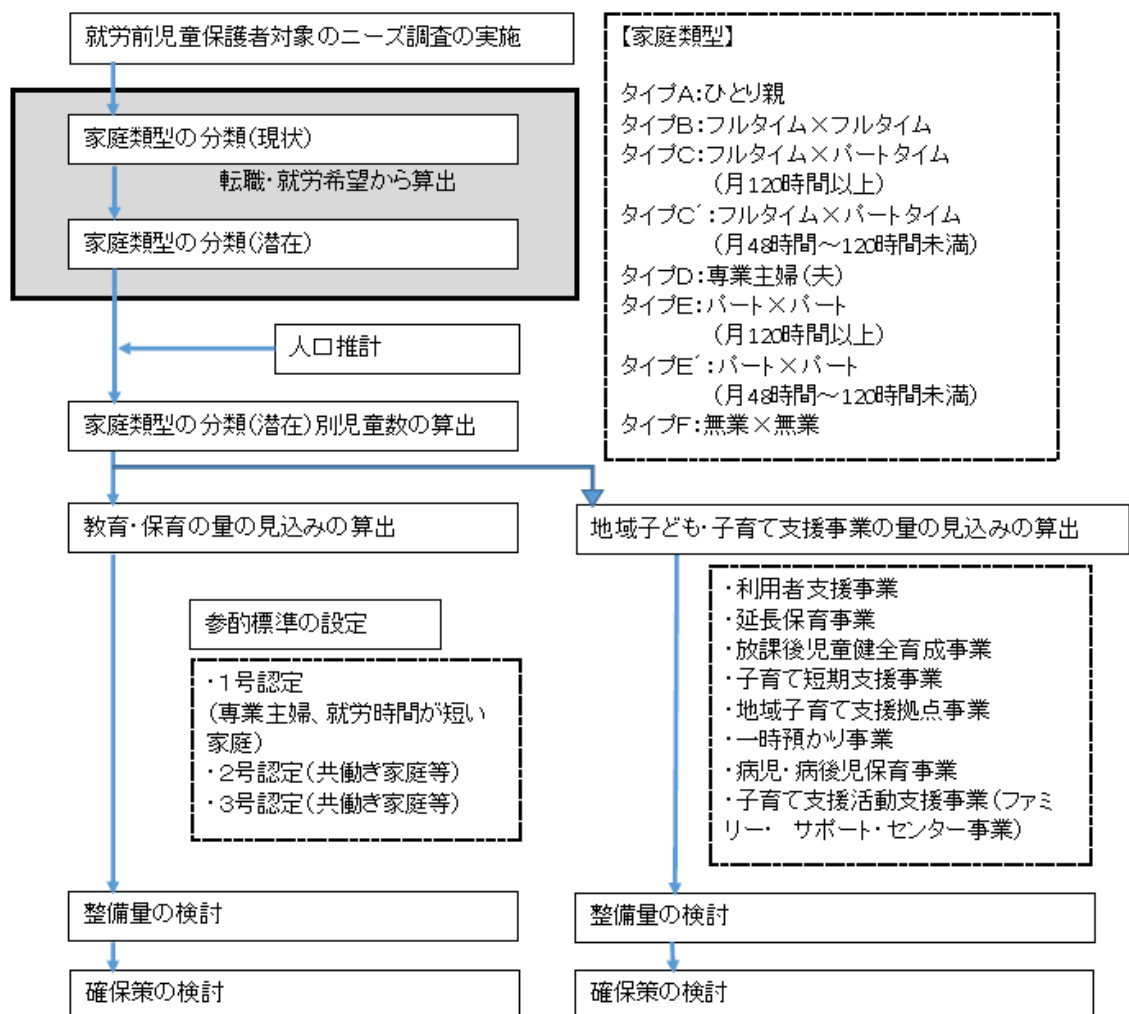 就労前児童保護者対象のニーズ調査の実施
家庭類型の分類(現状)
転職・就労希望から算出
家庭類型の分類(潜在)
人口推計
家庭類型の分類(潜在)別児童数の算出
【家庭類型】
タイプA:ひとり親
タイプB:フルタイム×フルタイム
タイプC:フルタイム×パートタイム
(月120時間以上)
タイプC´:フルタイム×パートタイム
(月48時間～120時間未満)
タイプD:専業主婦(夫)
タイプE:パート×パート
(月120時間以上)
タイプE´:パート×パート
(月48時間～120時間未満)
タイプF:無業×無業
教育・保育の量の見込みの算出
参酌標準の設定
・1号認定
(専業主婦、就労時間が短い
家庭)
・2号認定(共働き家庭等)
・3号認定(共働き家庭等)
整備量の検討
確保策の検討
地域子ども・子育て支援事業の量の見込みの算出
・利用者支援事業
・延長保育事業
・放課後児童健全育成事業
・子育て短期支援事業
・地域子育て支援拠点事業
・一時預かり事業
・病児・病後児保育事業
・子育て支援活動支援事業(ファミ
リー・ サポート・センター事業)
整備量の検討
確保策の検討